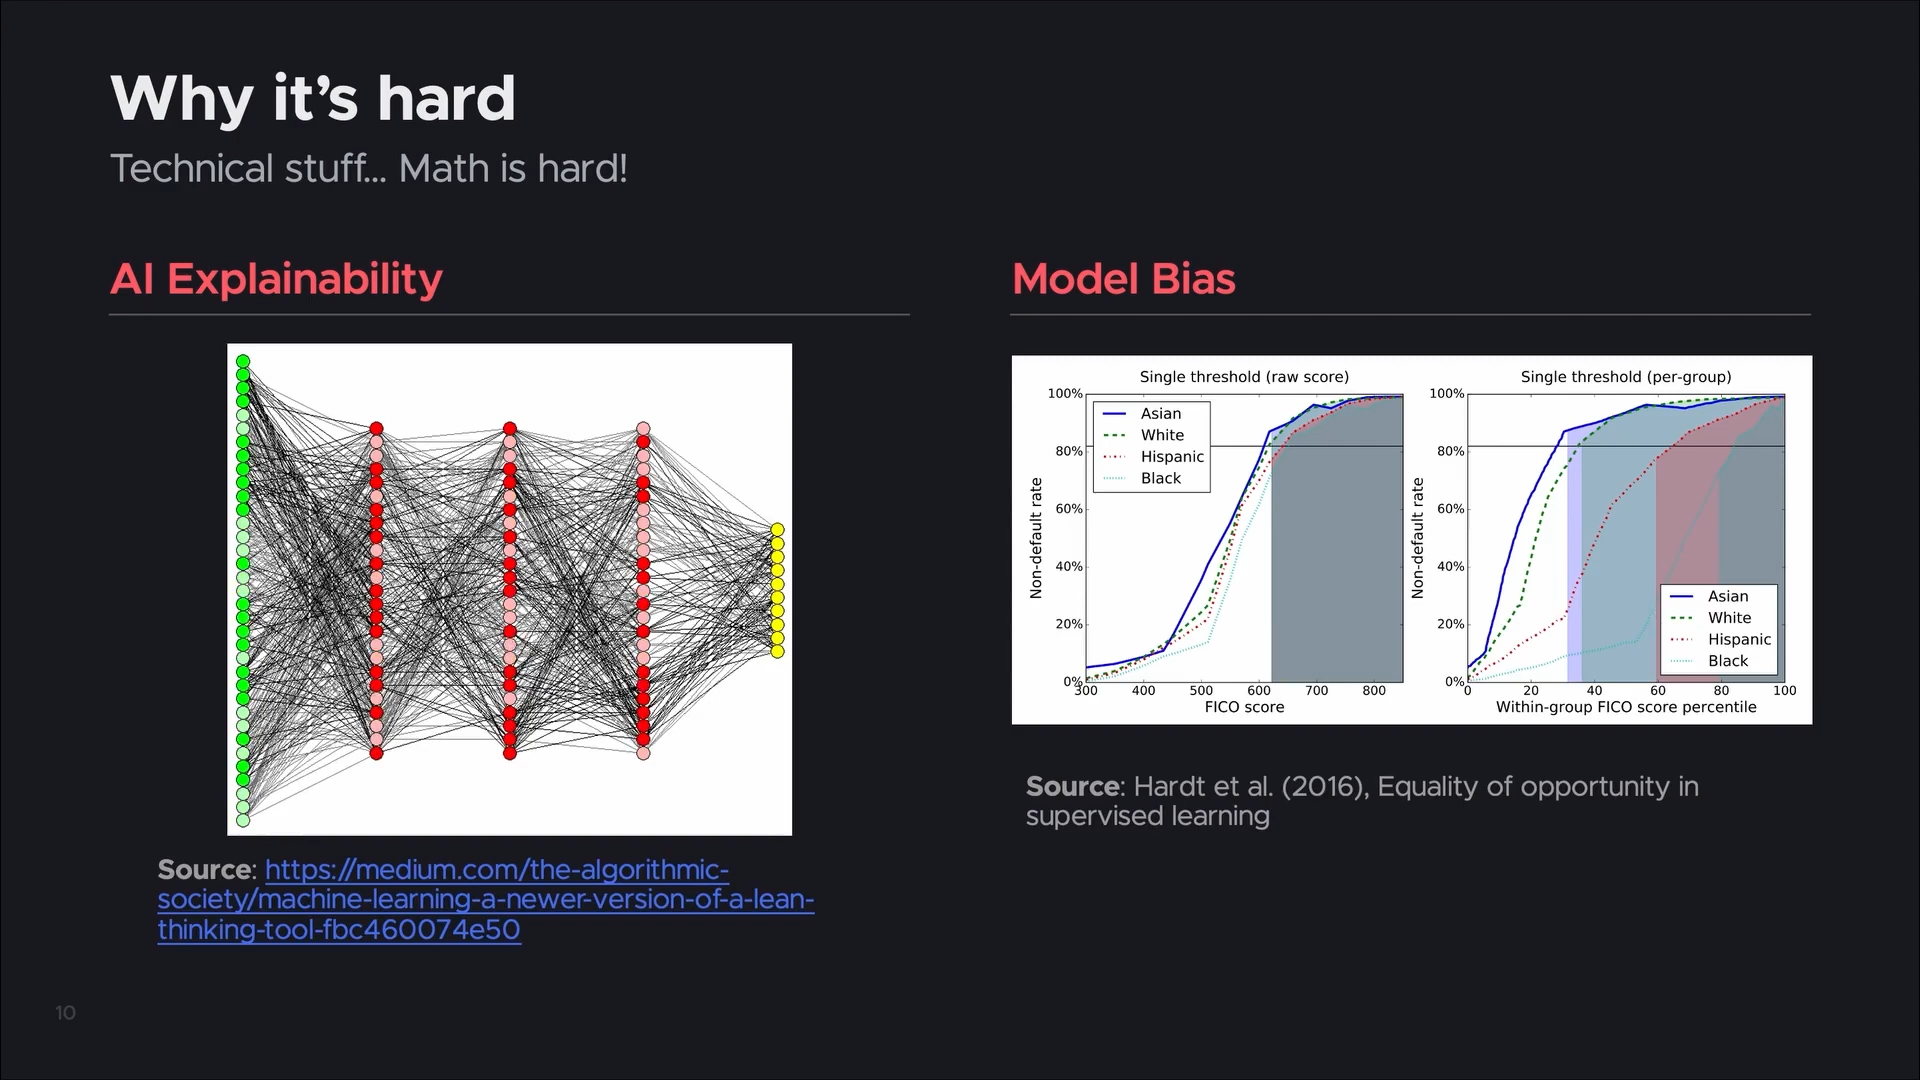 Why it's hard
Technical stuff... Math is hard!
AI Explainability
Source: https://medium.com/the-algorithmic-
society/machine-learning-a-newer-version-of-a-lean-
thinking-tool-fbc460074e50
Model Bias
Single threshold (raw score)
100%
80%
60%
40%
20%
0%
Non-default rate
Asian
White
Hispanic
Black
300 400 500 600 700 800
FICO score
Single threshold (per-group)
100%
80%
60%
40%
20%
0%
Non-default rate
Asian
White
Hispanic
Black
0 20 40 60 80 100
Within-group FICO score percentile
Source: Hardt et al. (2016), Equality of opportunity in
supervised learning
10